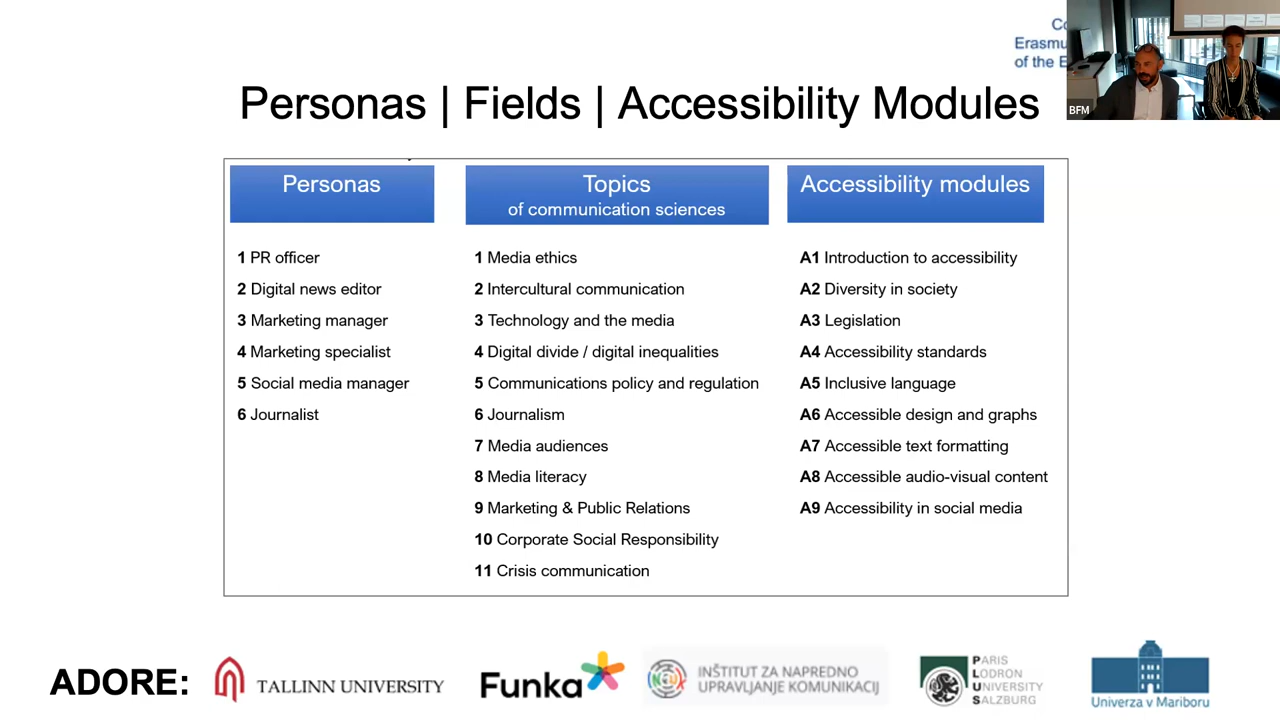 Erasmu
of the E
BFM
Personas | Fields | Accessibility Modules
Personas
1 PR officer
2 Digital news editor
3 Marketing manager
4 Marketing specialist
5 Social media manager
6 Journalist
Topics
of communication sciences
1 Media ethics
2 Intercultural communication
3 Technology and the media
4 Digital divide / digital inequalities
5 Communications policy and regulation
6 Journalism
7 Media audiences
8 Media literacy
9 Marketing & Public Relations
10 Corporate Social Responsibility
11 Crisis communication
Accessibility modules
A1 Introduction to accessibility
A2 Diversity in society
A3 Legislation
A4 Accessibility standards
A5 Inclusive language
A6 Accessible design and graphs
A7 Accessible text formatting
A8 Accessible audio-visual content
A9 Accessibility in social media
ADORE:
TALLINN UNIVERSITY
Funka
INŠTITUT ZA NAPREDNO
UPRAVLJANJE KOMUNIKACIJ
PLUS
PARIS
LODRON
UNIVERSITY
SALZBURG
Univerza v Mariboru